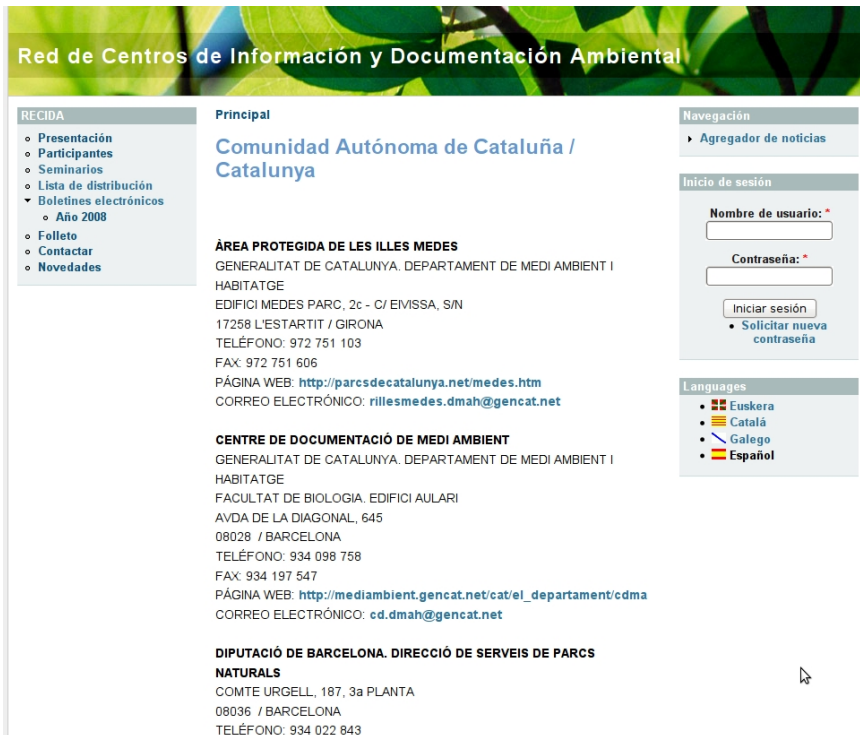 Red de Centros de Información y Documentación Ambiental
RECIDA
Presentación
Participantes
Seminarios
Lista de distribución
Boletines electrónicos
Año 2008
Folleto
Contactar
Novedades
Principal
Comunidad Autónoma de Cataluña /
Catalunya
ÀREA PROTEGIDA DE LES ILLES MEDES
GENERALITAT DE CATALUNYA. DEPARTAMENT DE MEDI AMBIENT I
HABITATGE
EDIFICI MEDES PARC, 2c - C/ EIVISSA, S/N
17258 L'ESTARTIT / GIRONA
TELÉFONO: 972 751 103
FAX: 972 751 606
PÁGINA WEB: http://parcsdecatalunya.net/medes.htm
CORREO ELECTRÓNICO: rillesmedes.dmah@gencat.net
CENTRE DE DOCUMENTACIÓ DE MEDI AMBIENT
GENERALITAT DE CATALUNYA. DEPARTAMENT DE MEDI AMBIENT I
HABITATGE
FACULTAT DE BIOLOGIA. EDIFICI AULARI
AVDA DE LA DIAGONAL, 645
08028 / BARCELONA
TELÉFONO: 934 098 758
FAX: 934 197 547
PÁGINA WEB: http://mediambient.gencat.net/cat/el_departament/cdma
CORREO ELECTRÓNICO: cd.dmah@gencat.net
DIPUTACIÓ DE BARCELONA. DIRECCIÓ DE SERVEIS DE PARCS
NATURALS
COMTE URGELL, 187, 3a PLANTA
08036 / BARCELONA
TELÉFONO: 934 022 843
Navegación
Agregador de noticias
Inicio de sesión
Nombre de usuario: *
Contraseña: *
Iniciar sesión
Solicitar nueva
contraseña
Languages
Euskera
Catalá
Galego
Español